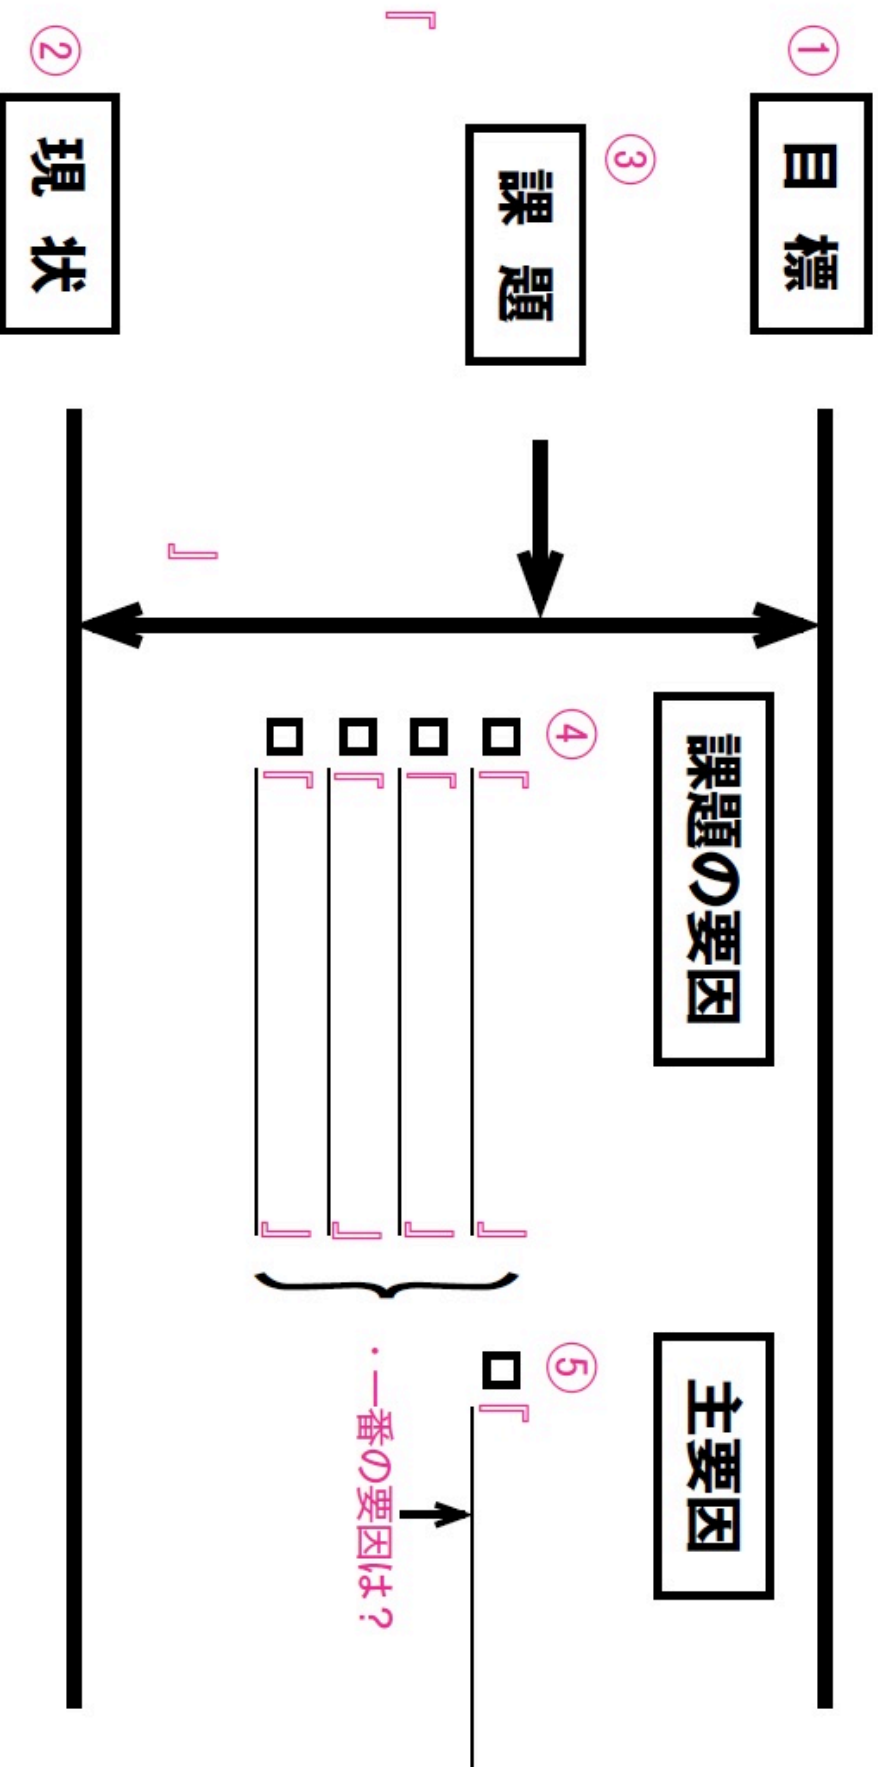 ① 目標
③
課題
『
』
課題の要因
④
□『 』
□『 』
□『 』
□『 』
主要因
⑤
□『
・一番の要因は?
② 現状